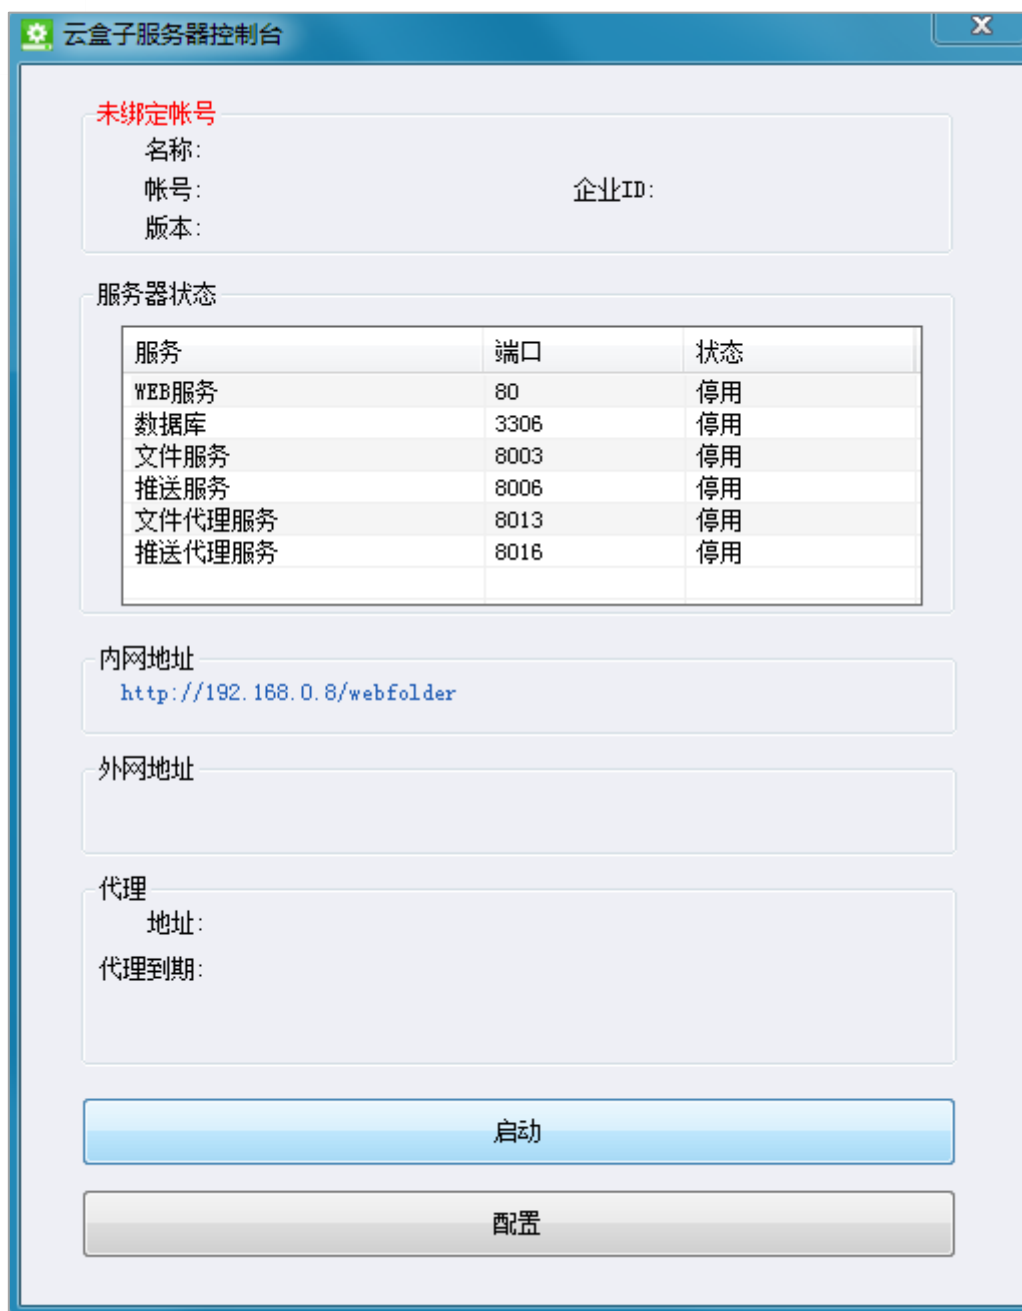 云盒子服务器控制台
未绑定帐号
名称:
帐号: 企业ID:
版本:
服务器状态
服务 端口 状态
WEB服务 80 停用
数据库 3306 停用
文件服务 8003 停用
推送服务 8006 停用
文件代理服务 8013 停用
推送代理服务 8016 停用
内网地址
http://192.168.0.8/webfolder
外网地址
代理
地址:
代理到期:
启动
配置